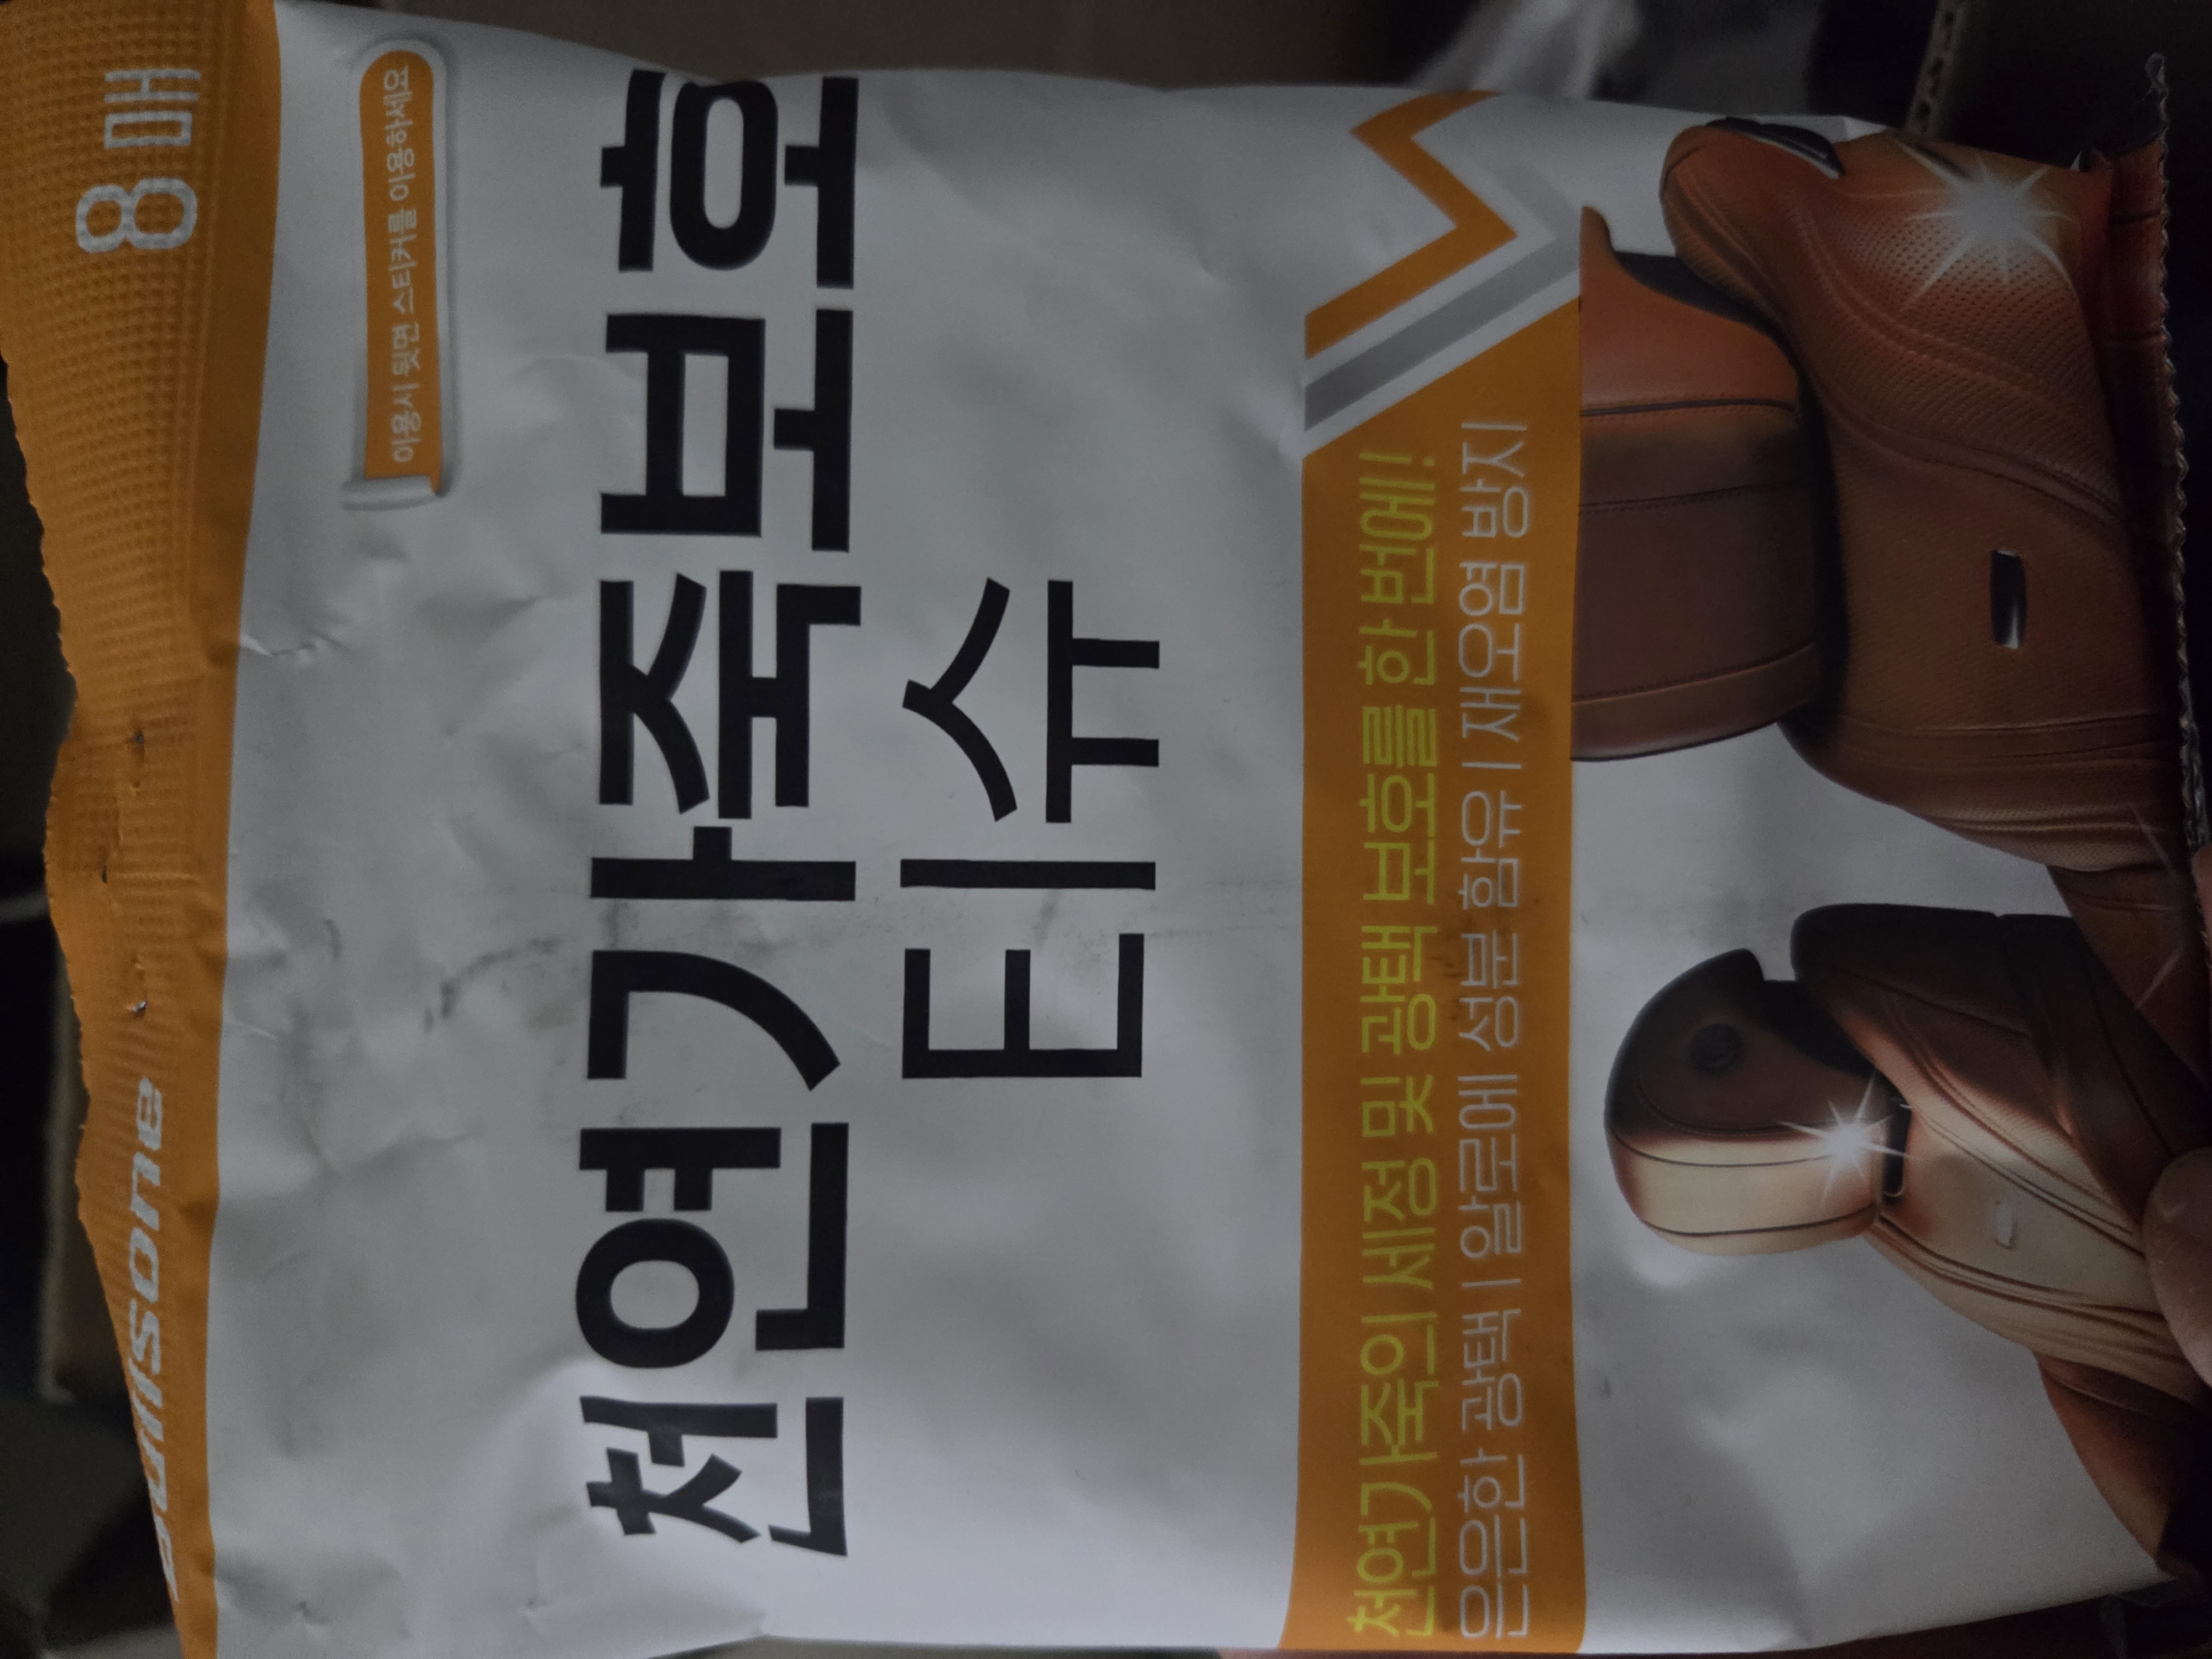 bullsone
8매
이용시 뒷면 스티커를 이용하세요
천연가죽보호
티슈
천연가죽의 세정 및 광택 보호를 한 번에!
은은한 광택 | 알로에 성분 함유 | 재오염 방지